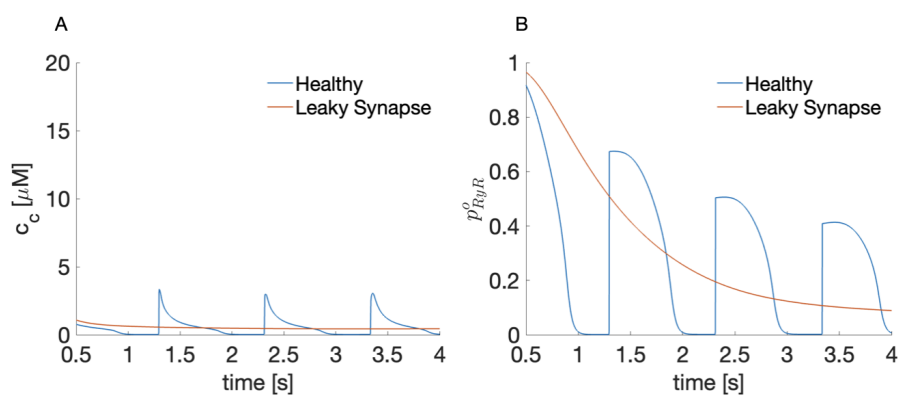 A
20
15
10
5
0
c_c [μM]
Healthy
Leaky Synapse
0.5 1 1.5 2 2.5 3 3.5 4
time [s]
B
1
0.8
0.6
0.4
0.2
0
p^o_{RyR}
Healthy
Leaky Synapse
0.5 1 1.5 2 2.5 3 3.5 4
time [s]